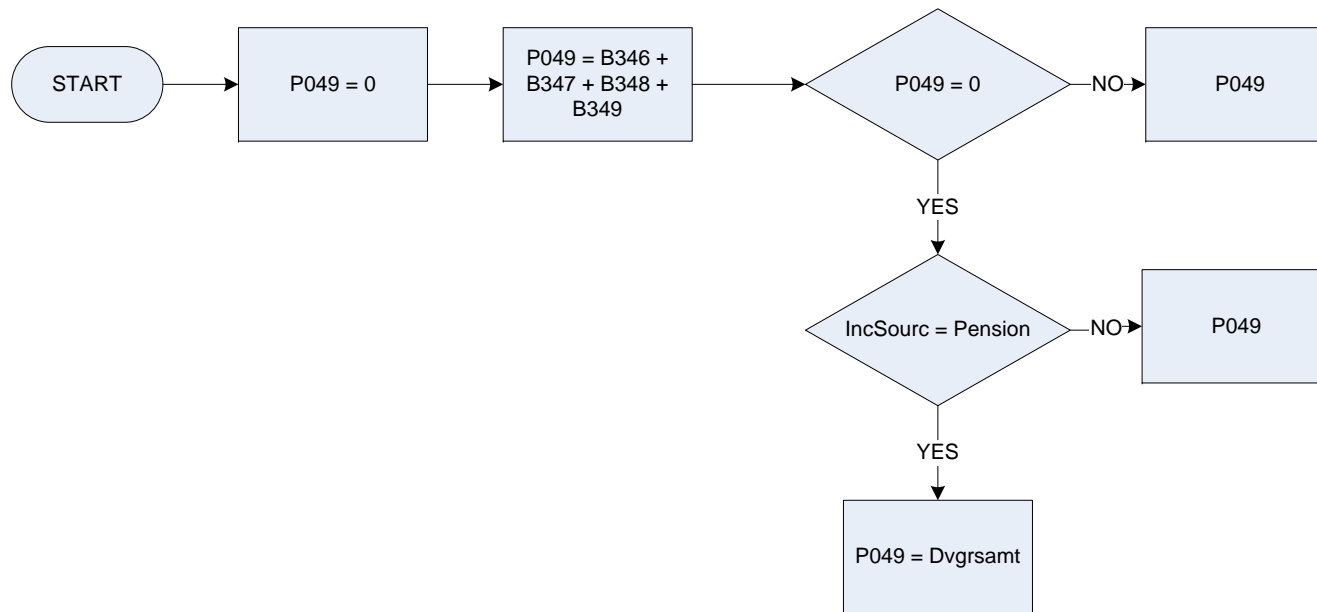 START
P049 = 0
P049 = B346 +
B347 + B348 +
B349
P049 = 0
NO
P049
YES
IncSourc = Pension
NO
P049
YES
P049 = Dvgrsamt